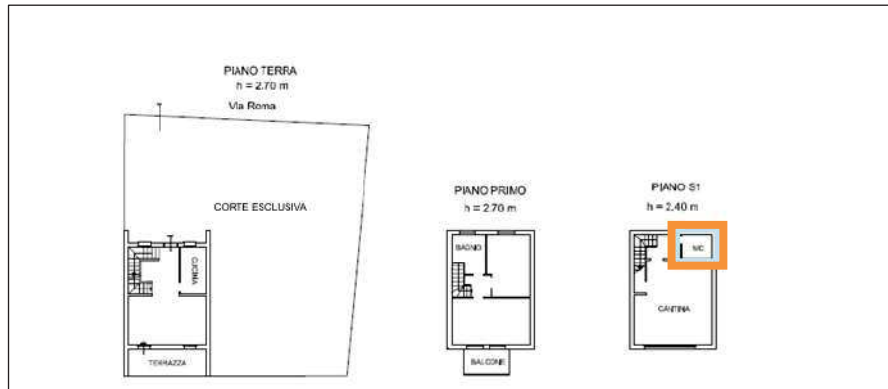 PIANO TERRA
h = 2.70 m
Via Roma
CORTE ESCLUSIVA
CUCINA
TERRAZZA
PIANO PRIMO
h = 2.70 m
BAGNO
BALCONE
PIANO S1
h = 2.40 m
WC
CANTINA